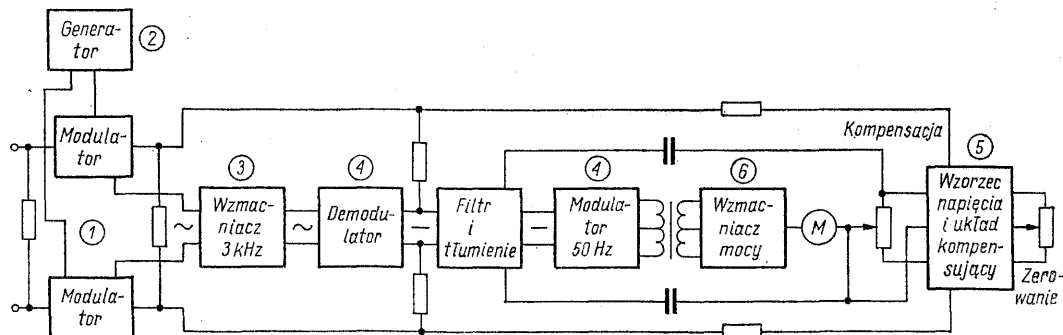 Genera-
tor
2
Modula-
tor
1
Modula-
tor
3
~
Wzmac-
niacz
3 kHz
~
4
Demodu-
lator
Filtr
i
tłumienie
4
Modula-
tor
50 Hz
6
Wzmac-
niacz
mocy
M
Kompensacja
5
Wzorzec
napięcia
i układ
kompen-
sujący
Zero-
wanie